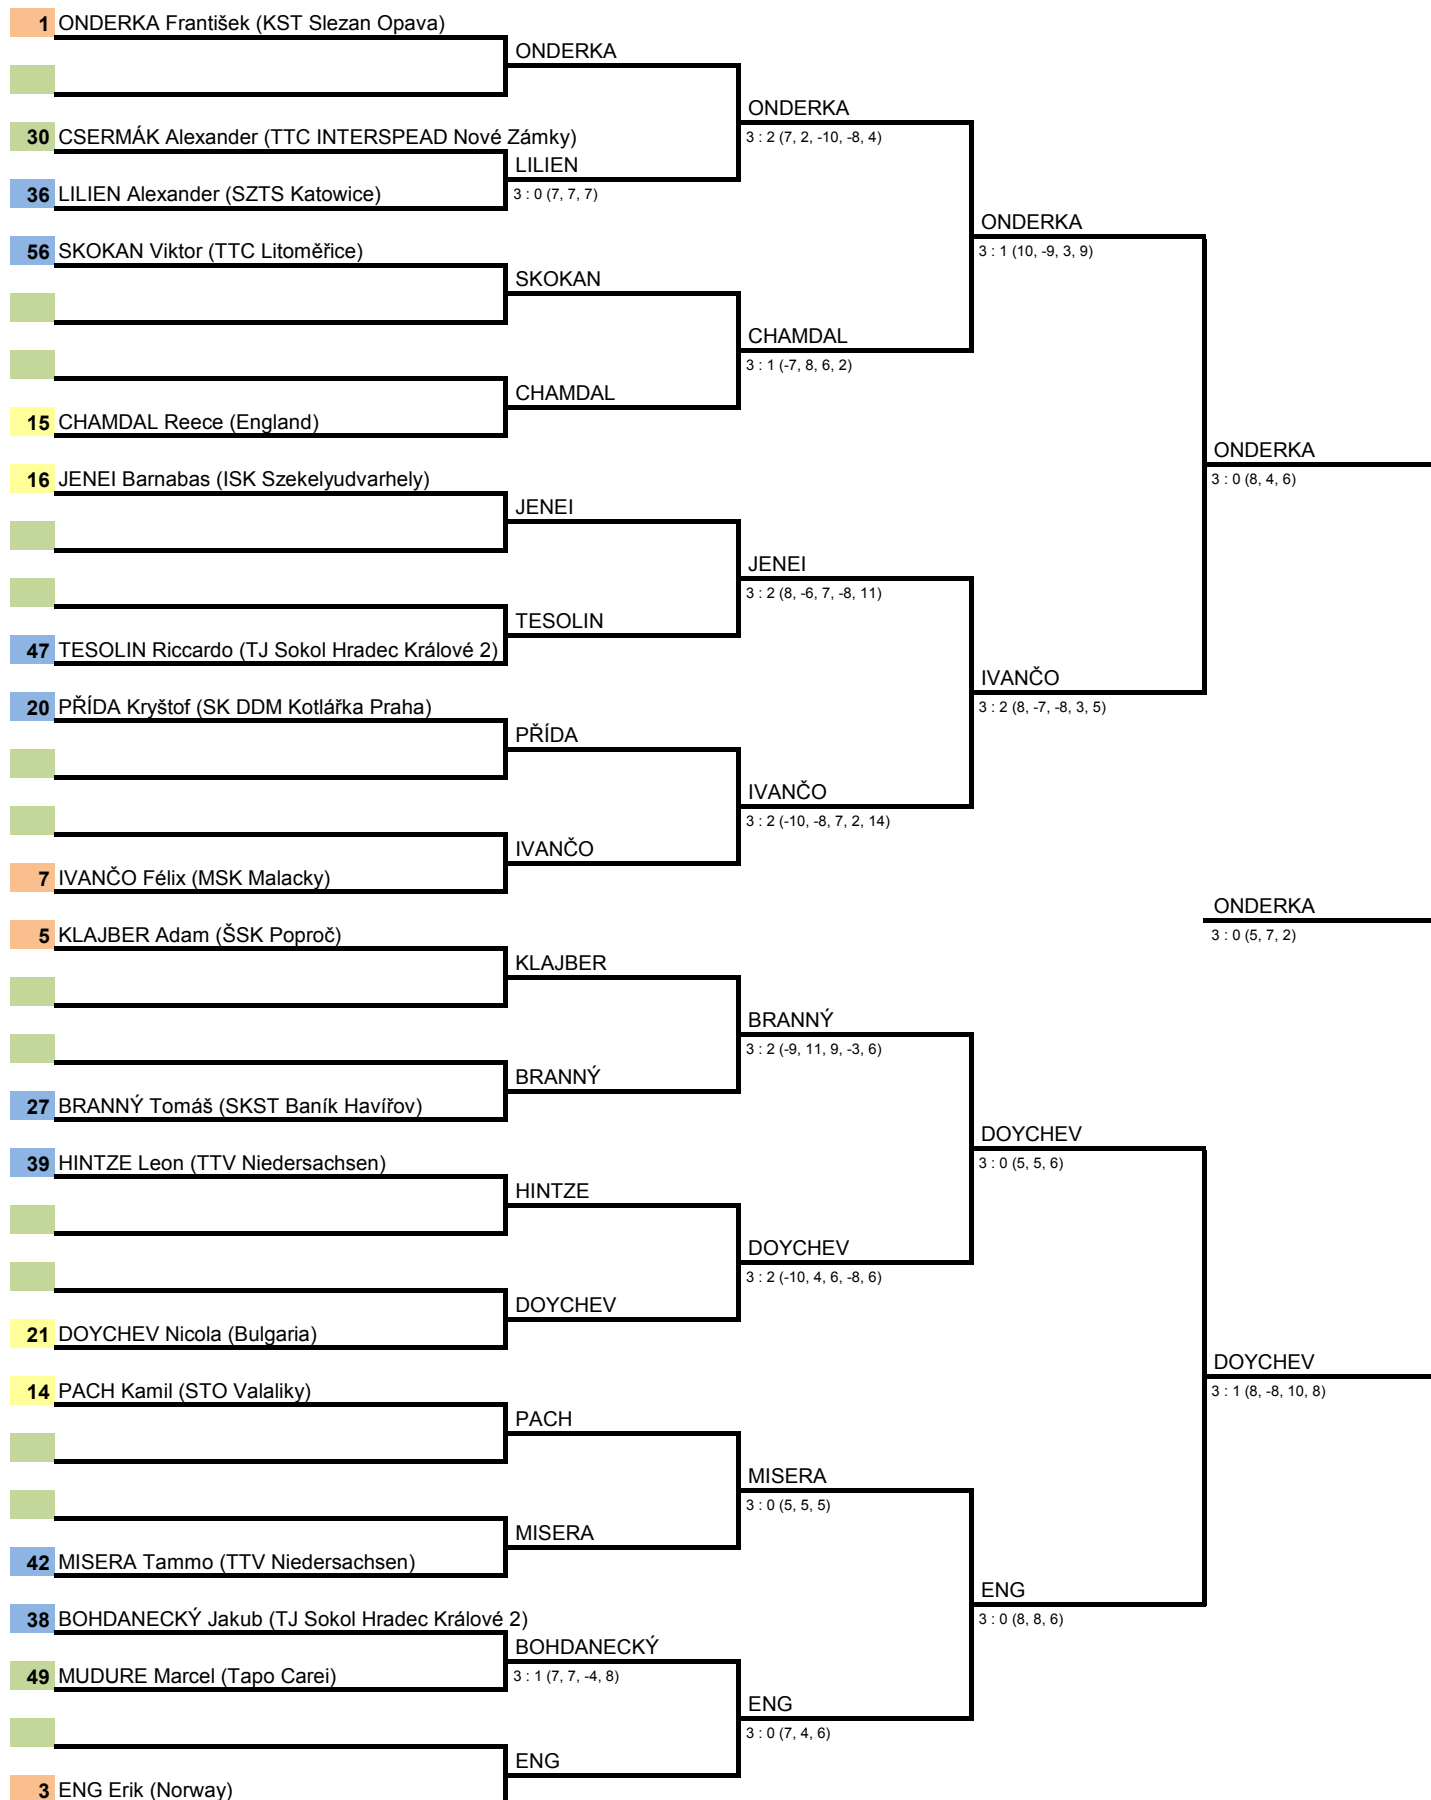 1 ONDERKA František (KST Slezan Opava)
ONDERKA
ONDERKA
30 CSERMÁK Alexander (TTC INTERSPEAD Nové Zámky)
3 : 2 (7, 2, -10, -8, 4)
LILIEN
36 LILIEN Alexander (SZTS Katowice)
3 : 0 (7, 7, 7)
ONDERKA
56 SKOKAN Viktor (TTC Litoměřice)
3 : 1 (10, -9, 3, 9)
SKOKAN
CHAMDAL
3 : 1 (-7, 8, 6, 2)
CHAMDAL
15 CHAMDAL Reece (England)
ONDERKA
16 JENEI Barnabas (ISK Szekelyudvarhely)
3 : 0 (8, 4, 6)
JENEI
JENEI
3 : 2 (8, -6, 7, -8, 11)
TESOLIN
47 TESOLIN Riccardo (TJ Sokol Hradec Králové 2)
IVANČO
20 PŘÍDA Kryštof (SK DDM Kotlářka Praha)
3 : 2 (8, -7, -8, 3, 5)
PŘÍDA
IVANČO
3 : 2 (-10, -8, 7, 2, 14)
IVANČO
7 IVANČO Félix (MSK Malacky)
ONDERKA
5 KLAJBER Adam (ŠSK Poproč)
3 : 0 (5, 7, 2)
KLAJBER
BRANNÝ
3 : 2 (-9, 11, 9, -3, 6)
BRANNÝ
27 BRANNÝ Tomáš (SKST Baník Havířov)
DOYCHEV
39 HINTZE Leon (TTV Niedersachsen)
3 : 0 (5, 5, 6)
HINTZE
DOYCHEV
3 : 2 (-10, 4, 6, -8, 6)
DOYCHEV
21 DOYCHEV Nicola (Bulgaria)
DOYCHEV
14 PACH Kamil (STO Valaliky)
3 : 1 (8, -8, 10, 8)
PACH
MISERA
3 : 0 (5, 5, 5)
MISERA
42 MISERA Tammo (TTV Niedersachsen)
ENG
38 BOHDANECKÝ Jakub (TJ Sokol Hradec Králové 2)
3 : 0 (8, 8, 6)
BOHDANECKÝ
49 MUDURE Marcel (Tapo Carei)
3 : 1 (7, 7, -4, 8)
ENG
3 : 0 (7, 4, 6)
ENG
3 ENG Erik (Norway)